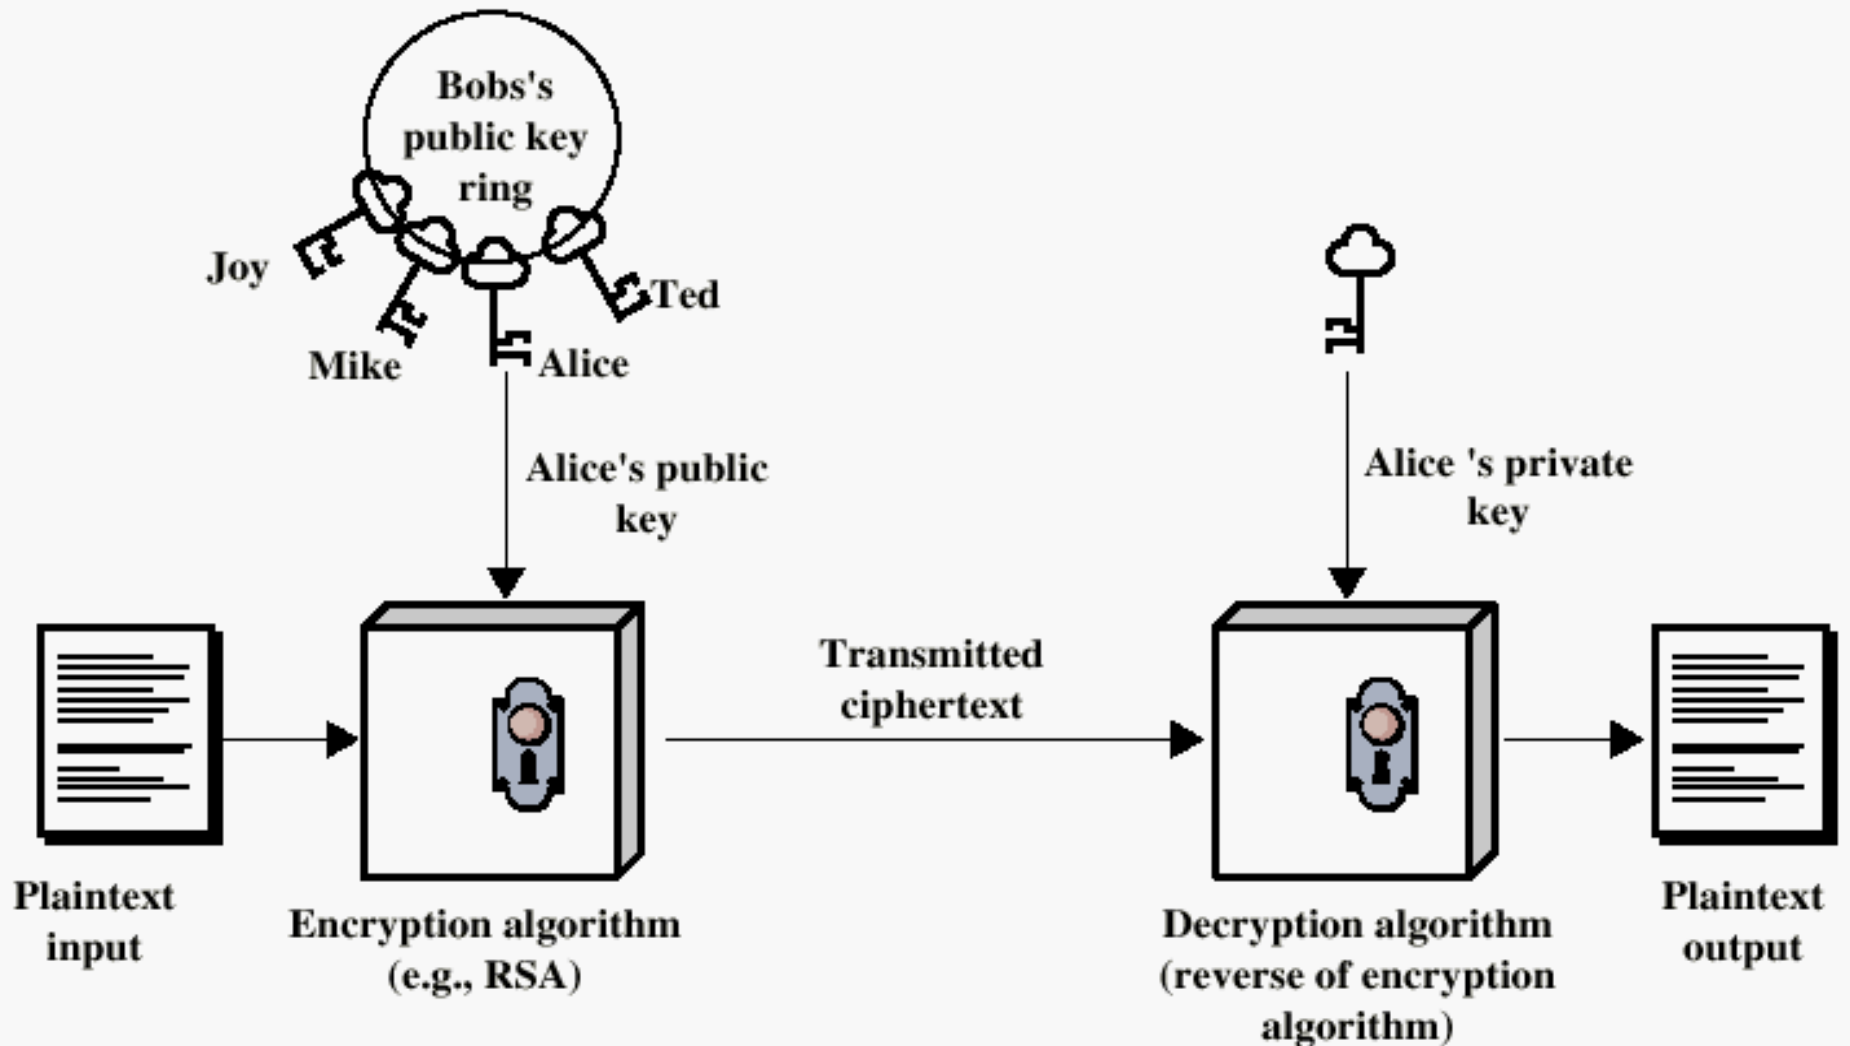 Bobs's
public key
ring
Joy
Ted
Mike
Alice
Alice's public
key
Alice 's private
key
Transmitted
ciphertext
Plaintext
input
Encryption algorithm
(e.g., RSA)
Decryption algorithm
(reverse of encryption
algorithm)
Plaintext
output